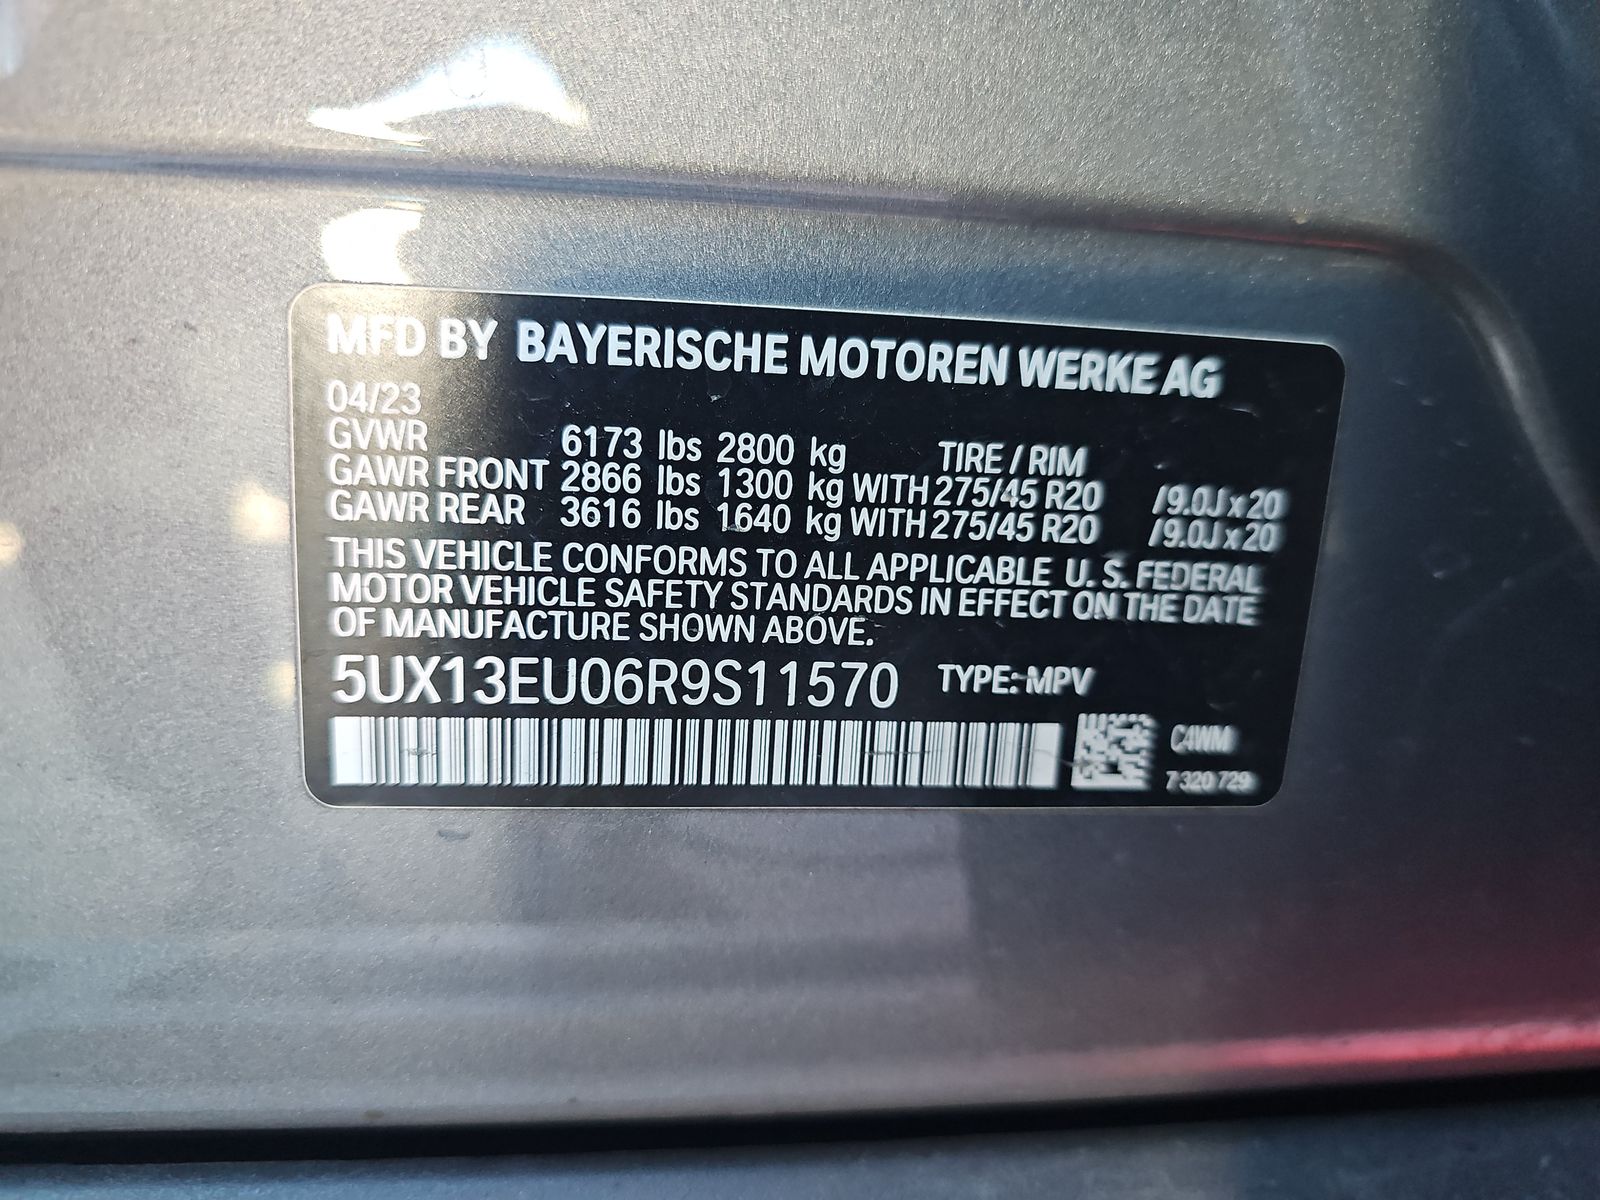 MFD BY BAYERISCHE MOTOREN WERKE AG
04/23
GVWR 6173 lbs 2800 kg TIRE / RIM
GAWR FRONT 2866 lbs 1300 kg WITH 275/45 R20 /9.0J x 20
GAWR REAR 3616 lbs 1640 kg WITH 275/45 R20 /9.0J x 20
THIS VEHICLE CONFORMS TO ALL APPLICABLE U. S. FEDERAL
MOTOR VEHICLE SAFETY STANDARDS IN EFFECT ON THE DATE
OF MANUFACTURE SHOWN ABOVE.
5UX13EU06R9S11570 TYPE: MPV
C4WM
7 320 729